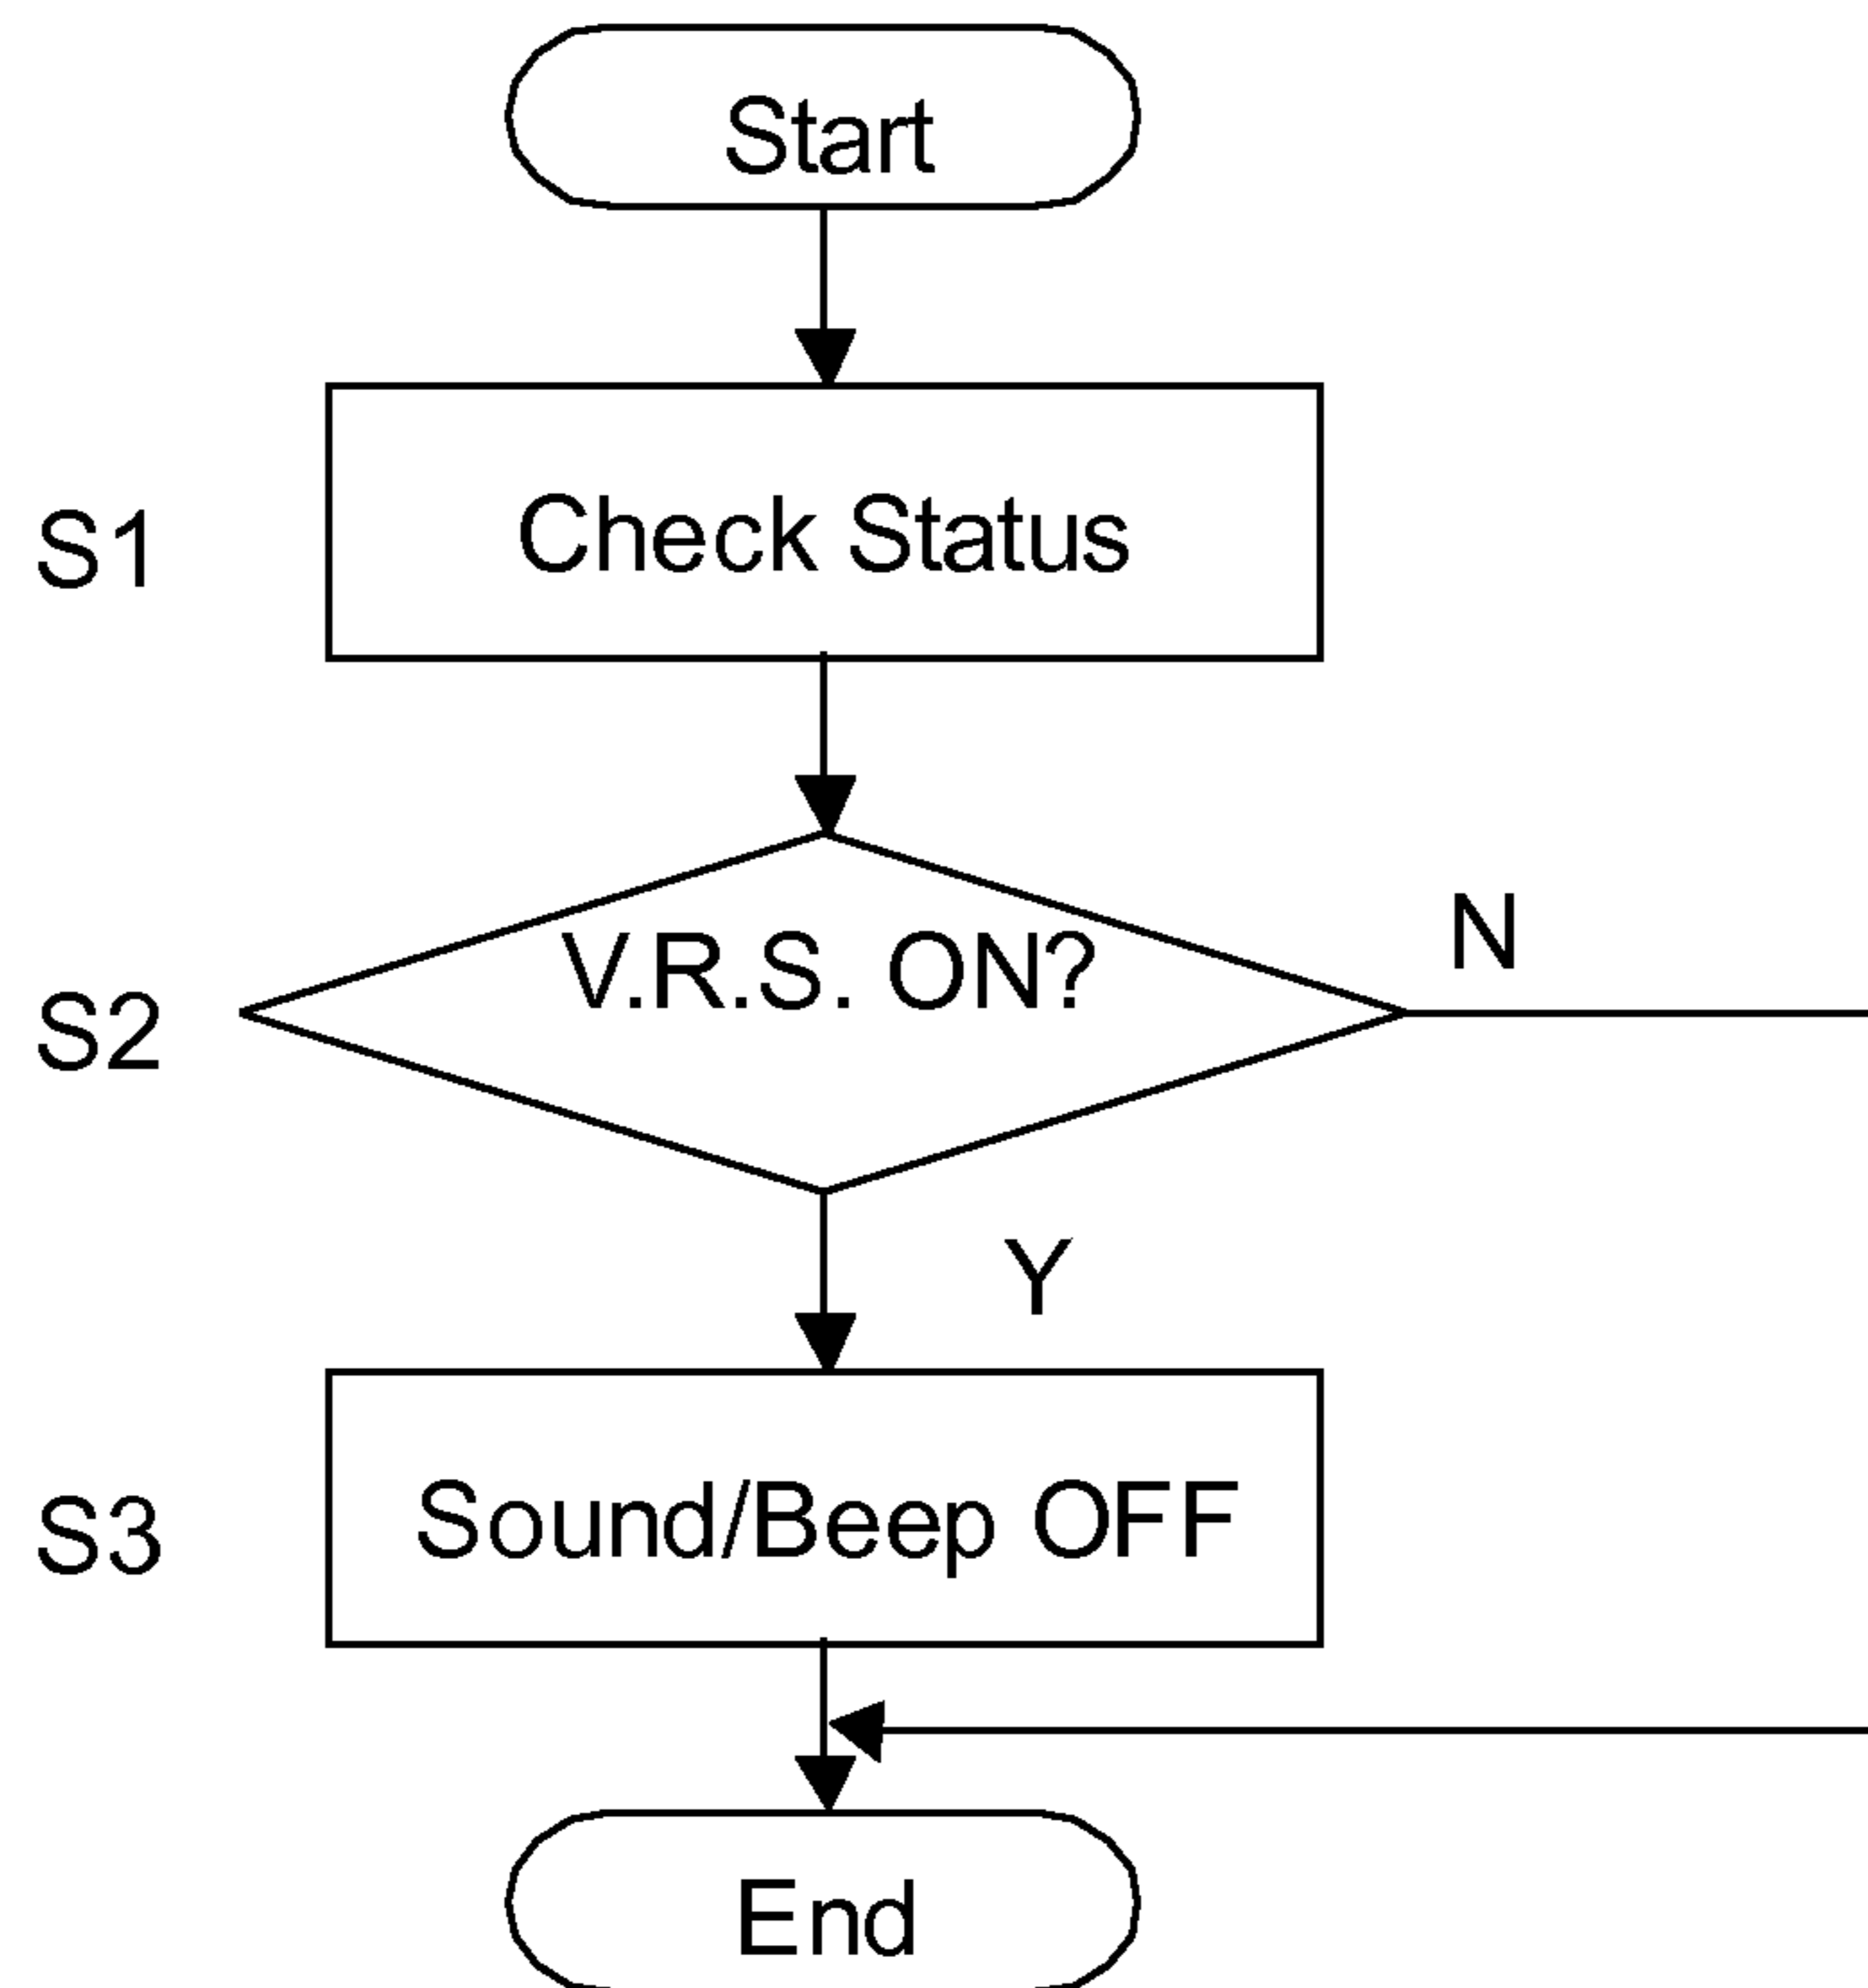 Start
S1
Check Status
S2
V.R.S. ON?
N
Y
S3
Sound/Beep OFF
End